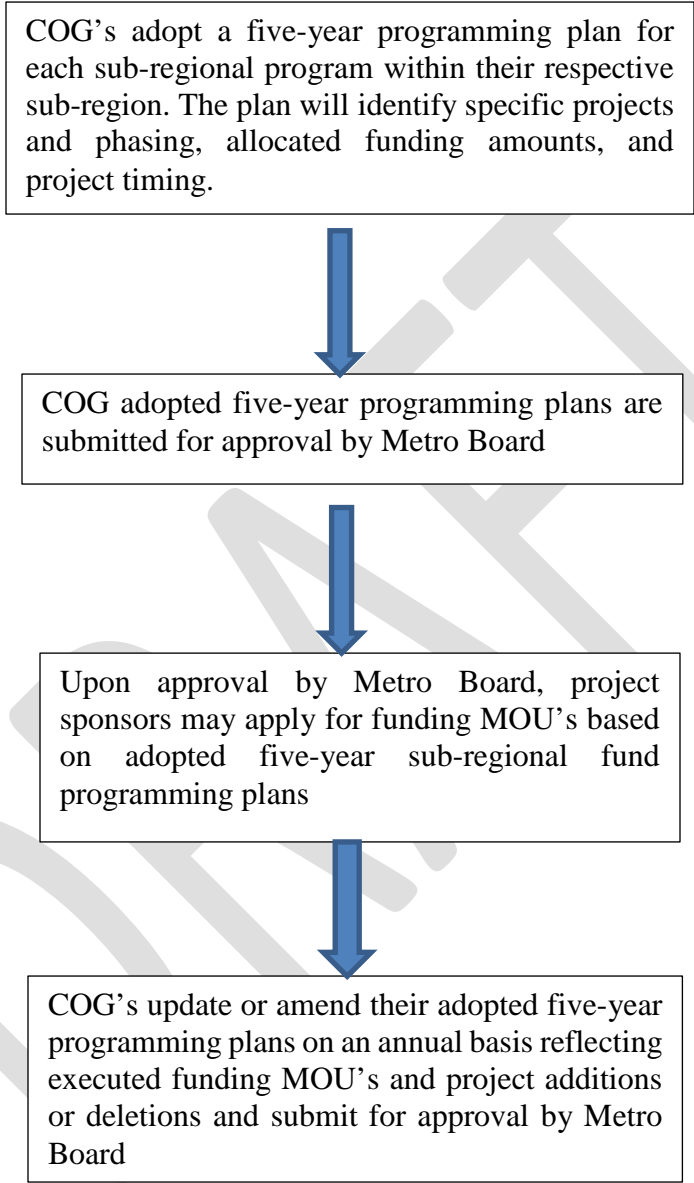 COG's adopt a five-year programming plan for
each sub-regional program within their respective
sub-region. The plan will identify specific projects
and phasing, allocated funding amounts, and
project timing.
COG adopted five-year programming plans are
submitted for approval by Metro Board
Upon approval by Metro Board, project
sponsors may apply for funding MOU's based
on adopted five-year sub-regional fund
programming plans
COG's update or amend their adopted five-year
programming plans on an annual basis reflecting
executed funding MOU's and project additions
or deletions and submit for approval by Metro
Board
DRAFT